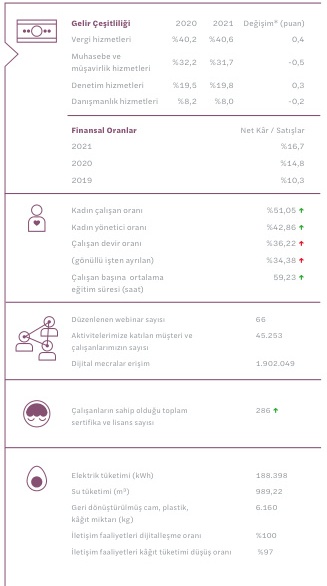 Gelir Çeşitliliği 2020 2021 Değişim* (puan)
Vergi hizmetleri %40,2 %40,6 0,4
Muhasebe ve
müşavirlik hizmetleri %32,2 %31,7 -0,5
Denetim hizmetleri %19,5 %19,8 0,3
Danışmanlık hizmetleri %8,2 %8,0 -0,2
Finansal Oranlar Net Kâr / Satışlar
2021 %16,7
2020 %14,8
2019 %10,3
Kadın çalışan oranı %51,05
Kadın yönetici oranı %42,86
Çalışan devir oranı %36,22
(gönüllü işten ayrılan) %34,38
Çalışan başına ortalama
eğitim süresi (saat) 59,23
Düzenlenen webinar sayısı 66
Aktivitelerimize katılan müşteri ve
çalışanlarımızın sayısı 45.253
Dijital mecralar erişim 1.902.049
Çalışanların sahip olduğu toplam
sertifika ve lisans sayısı 286
Elektrik tüketimi (kWh) 188.398
Su tüketimi (m³) 989,22
Geri dönüştürülmüş cam, plastik,
kâğıt miktarı (kg) 6.160
İletişim faaliyetleri dijitalleşme oranı %100
İletişim faaliyetleri kâğıt tüketimi düşüş oranı %97